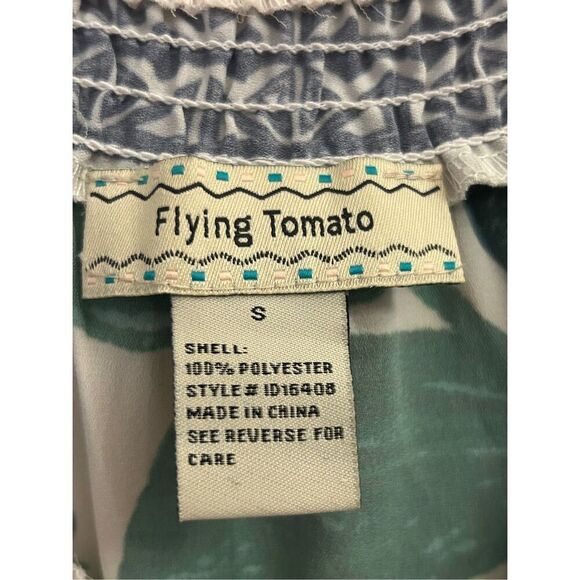 Flying Tomato
S
SHELL:
100% POLYESTER
STYLE# ID16408
MADE IN CHINA
SEE REVERSE FOR
CARE